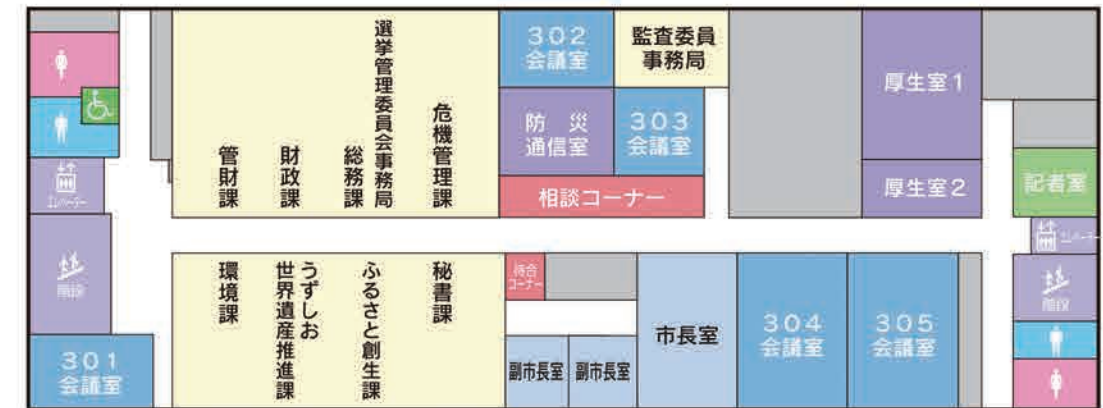 エレベーター
階段
301
会議室
管財課
財政課
総務課
選挙管理委員会事務局
危機管理課
302
会議室
監査委員
事務局
防災
通信室
303
会議室
相談コーナー
厚生室1
厚生室2
記者室
エレベーター
階段
環境課
うずしお
世界遺産推進課
ふるさと創生課
秘書課
待合
コーナー
副市長室
副市長室
市長室
304
会議室
305
会議室